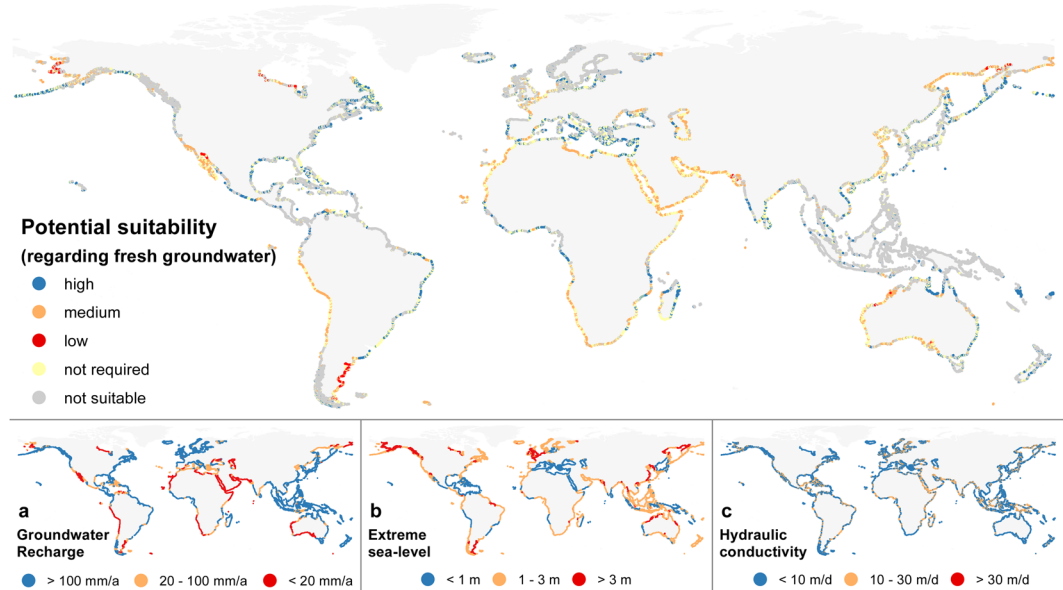 Potential suitability
(regarding fresh groundwater)
high
medium
low
not required
not suitable
a
Groundwater
Recharge
> 100 mm/a
20 - 100 mm/a
< 20 mm/a
b
Extreme
sea-level
< 1 m
1 - 3 m
> 3 m
c
Hydraulic
conductivity
< 10 m/d
10 - 30 m/d
> 30 m/d